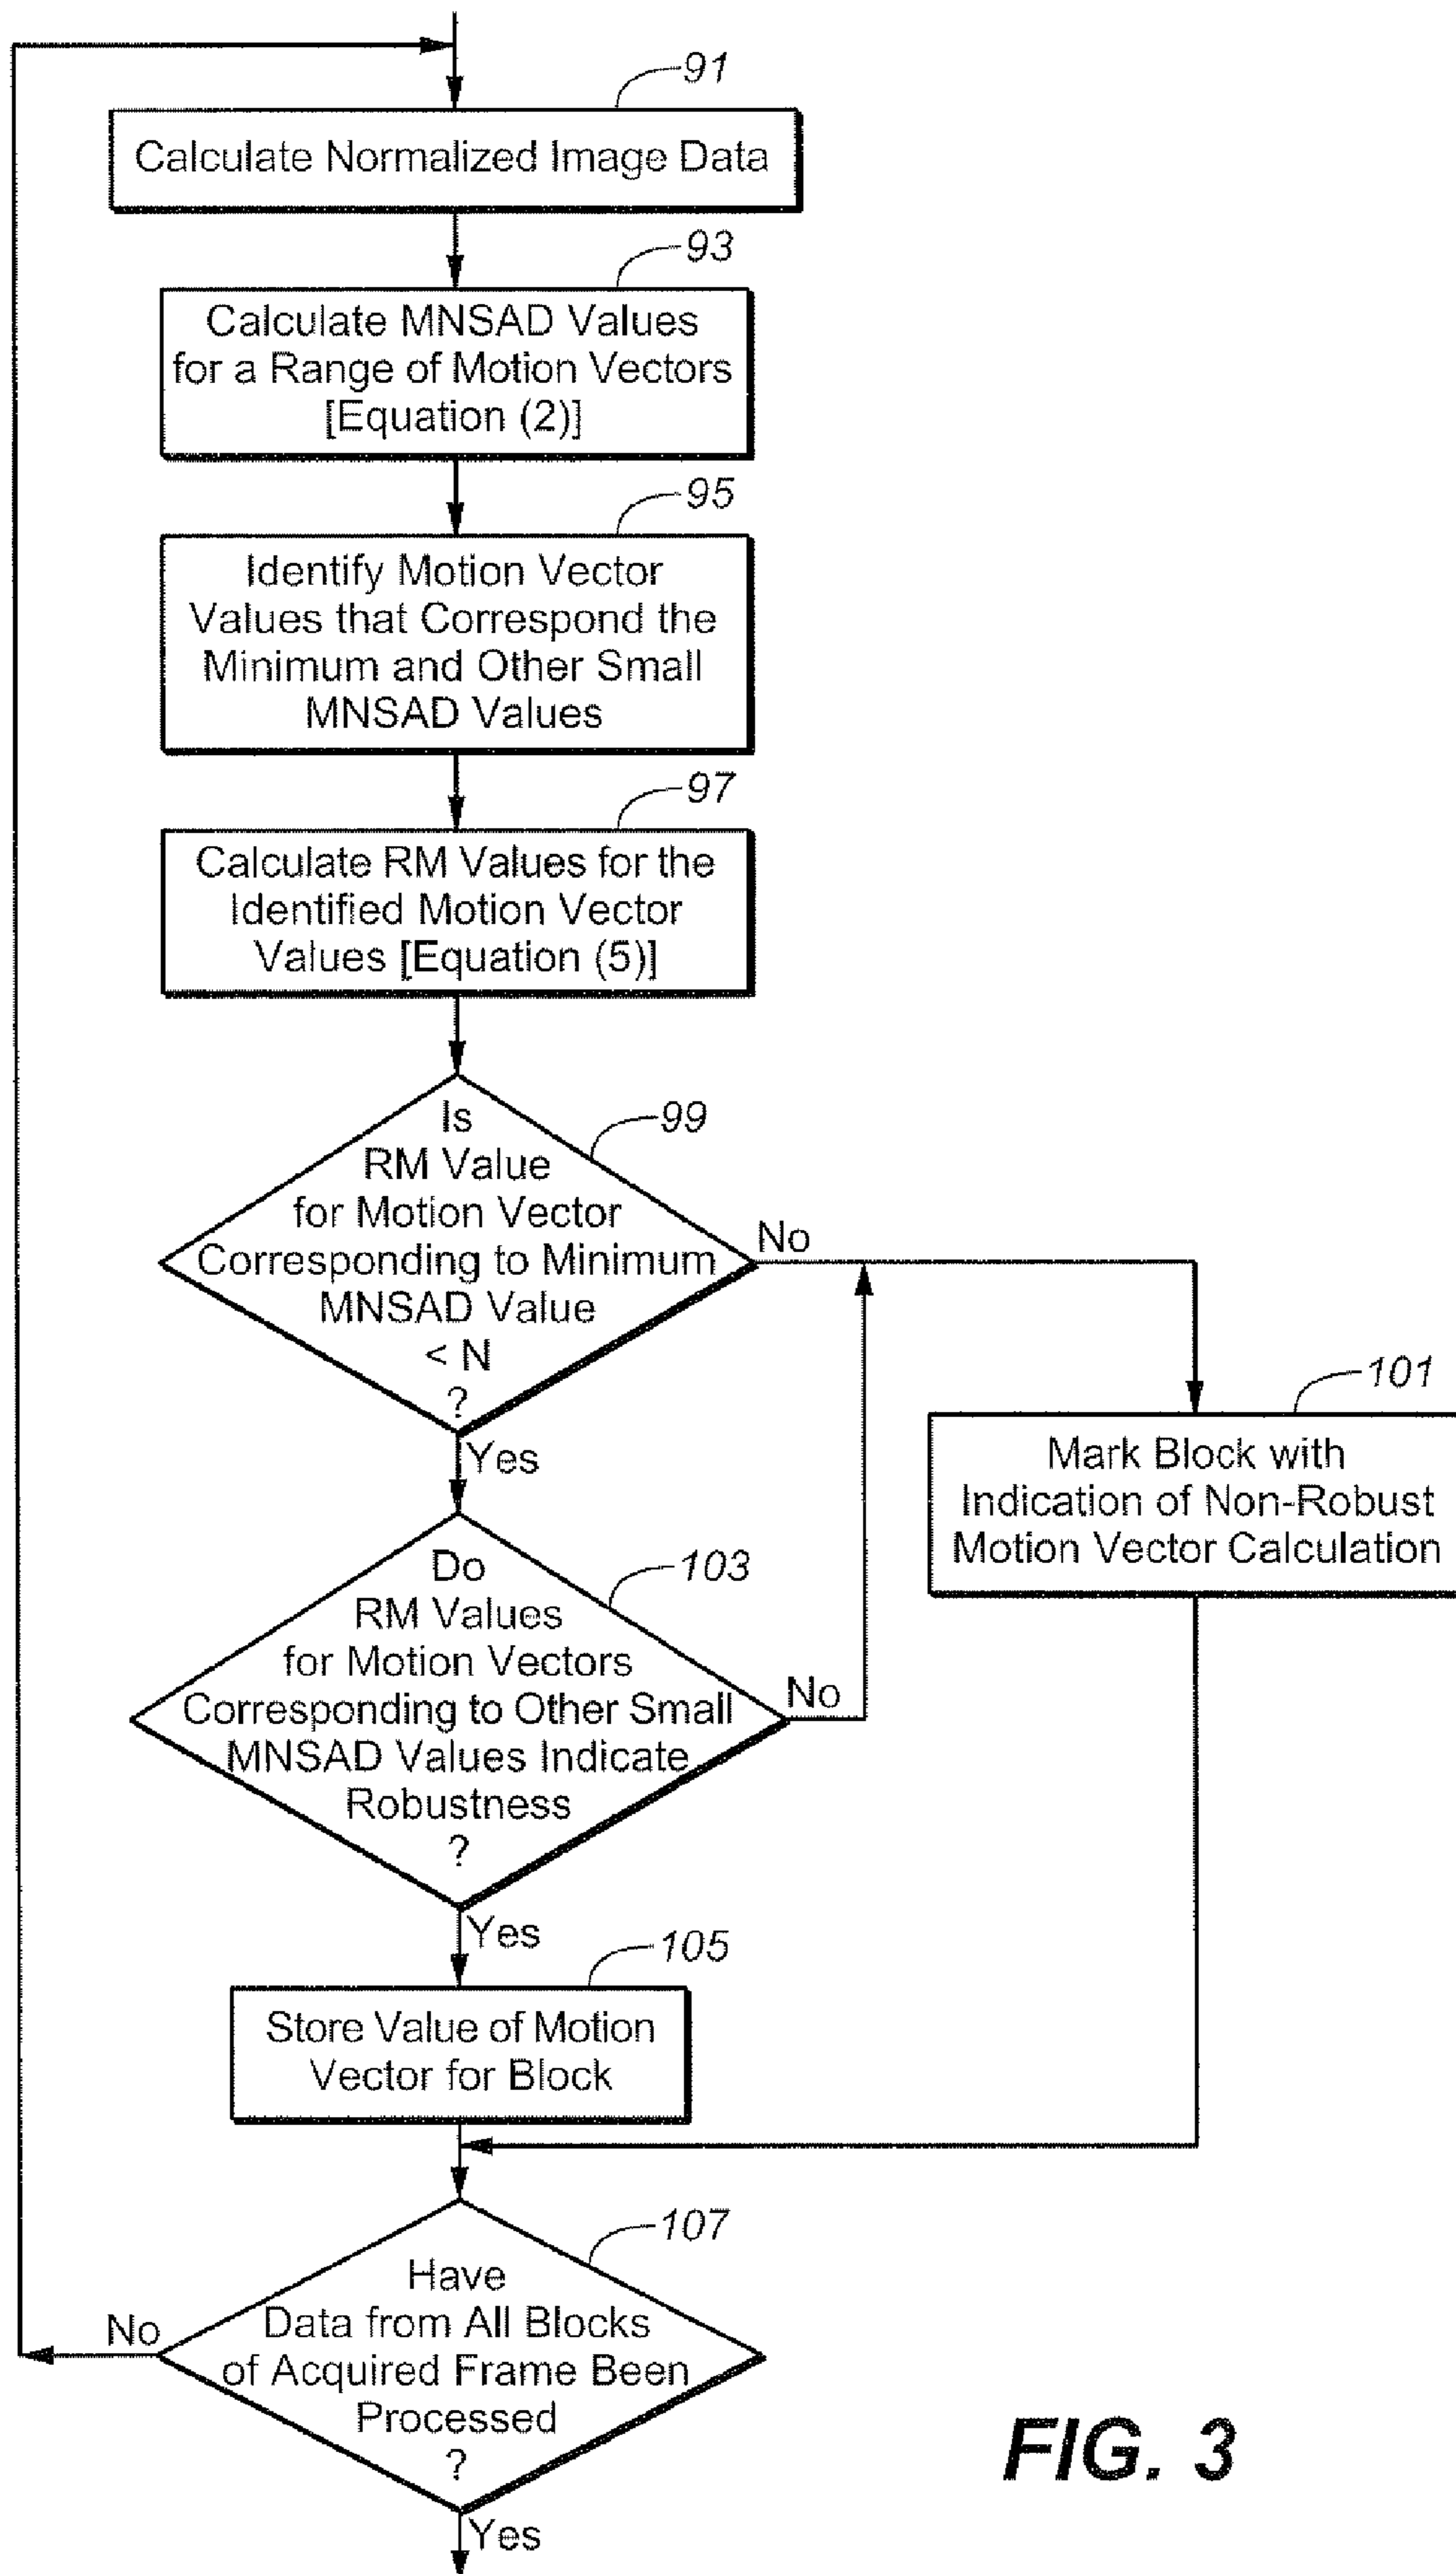 91
Calculate Normalized Image Data
93
Calculate MNSAD Values
for a Range of Motion Vectors
[Equation (2)]
95
Identify Motion Vector
Values that Correspond the
Minimum and Other Small
MNSAD Values
97
Calculate RM Values for the
Identified Motion Vector
Values [Equation (5)]
99
Is
RM Value
for Motion Vector
Corresponding to Minimum
MNSAD Value
< N
?
No
Yes
101
Mark Block with
Indication of Non-Robust
Motion Vector Calculation
103
Do
RM Values
for Motion Vectors
Corresponding to Other Small
MNSAD Values Indicate
Robustness
?
No
Yes
105
Store Value of Motion
Vector for Block
107
Have
Data from All Blocks
of Acquired Frame Been
Processed
?
No
Yes
FIG. 3